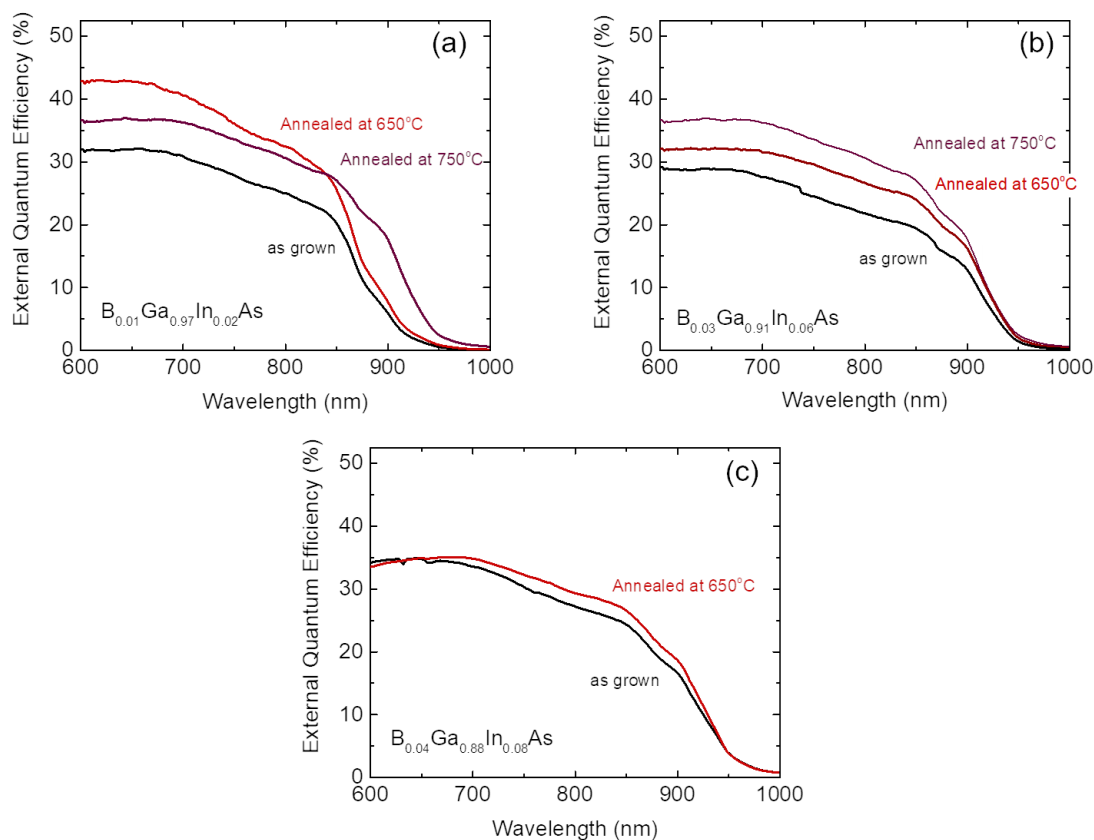 (a)
External Quantum Efficiency (%)
50
40
30
20
10
0
Annealed at 650°C
Annealed at 750°C
as grown
B0.01Ga0.97In0.02As
600 700 800 900 1000
Wavelength (nm)
(b)
External Quantum Efficiency (%)
50
40
30
20
10
0
Annealed at 750°C
Annealed at 650°C
as grown
B0.03Ga0.91In0.06As
600 700 800 900 1000
Wavelength (nm)
(c)
External Quantum Efficiency (%)
50
40
30
20
10
0
Annealed at 650°C
as grown
B0.04Ga0.88In0.08As
600 700 800 900 1000
Wavelength (nm)